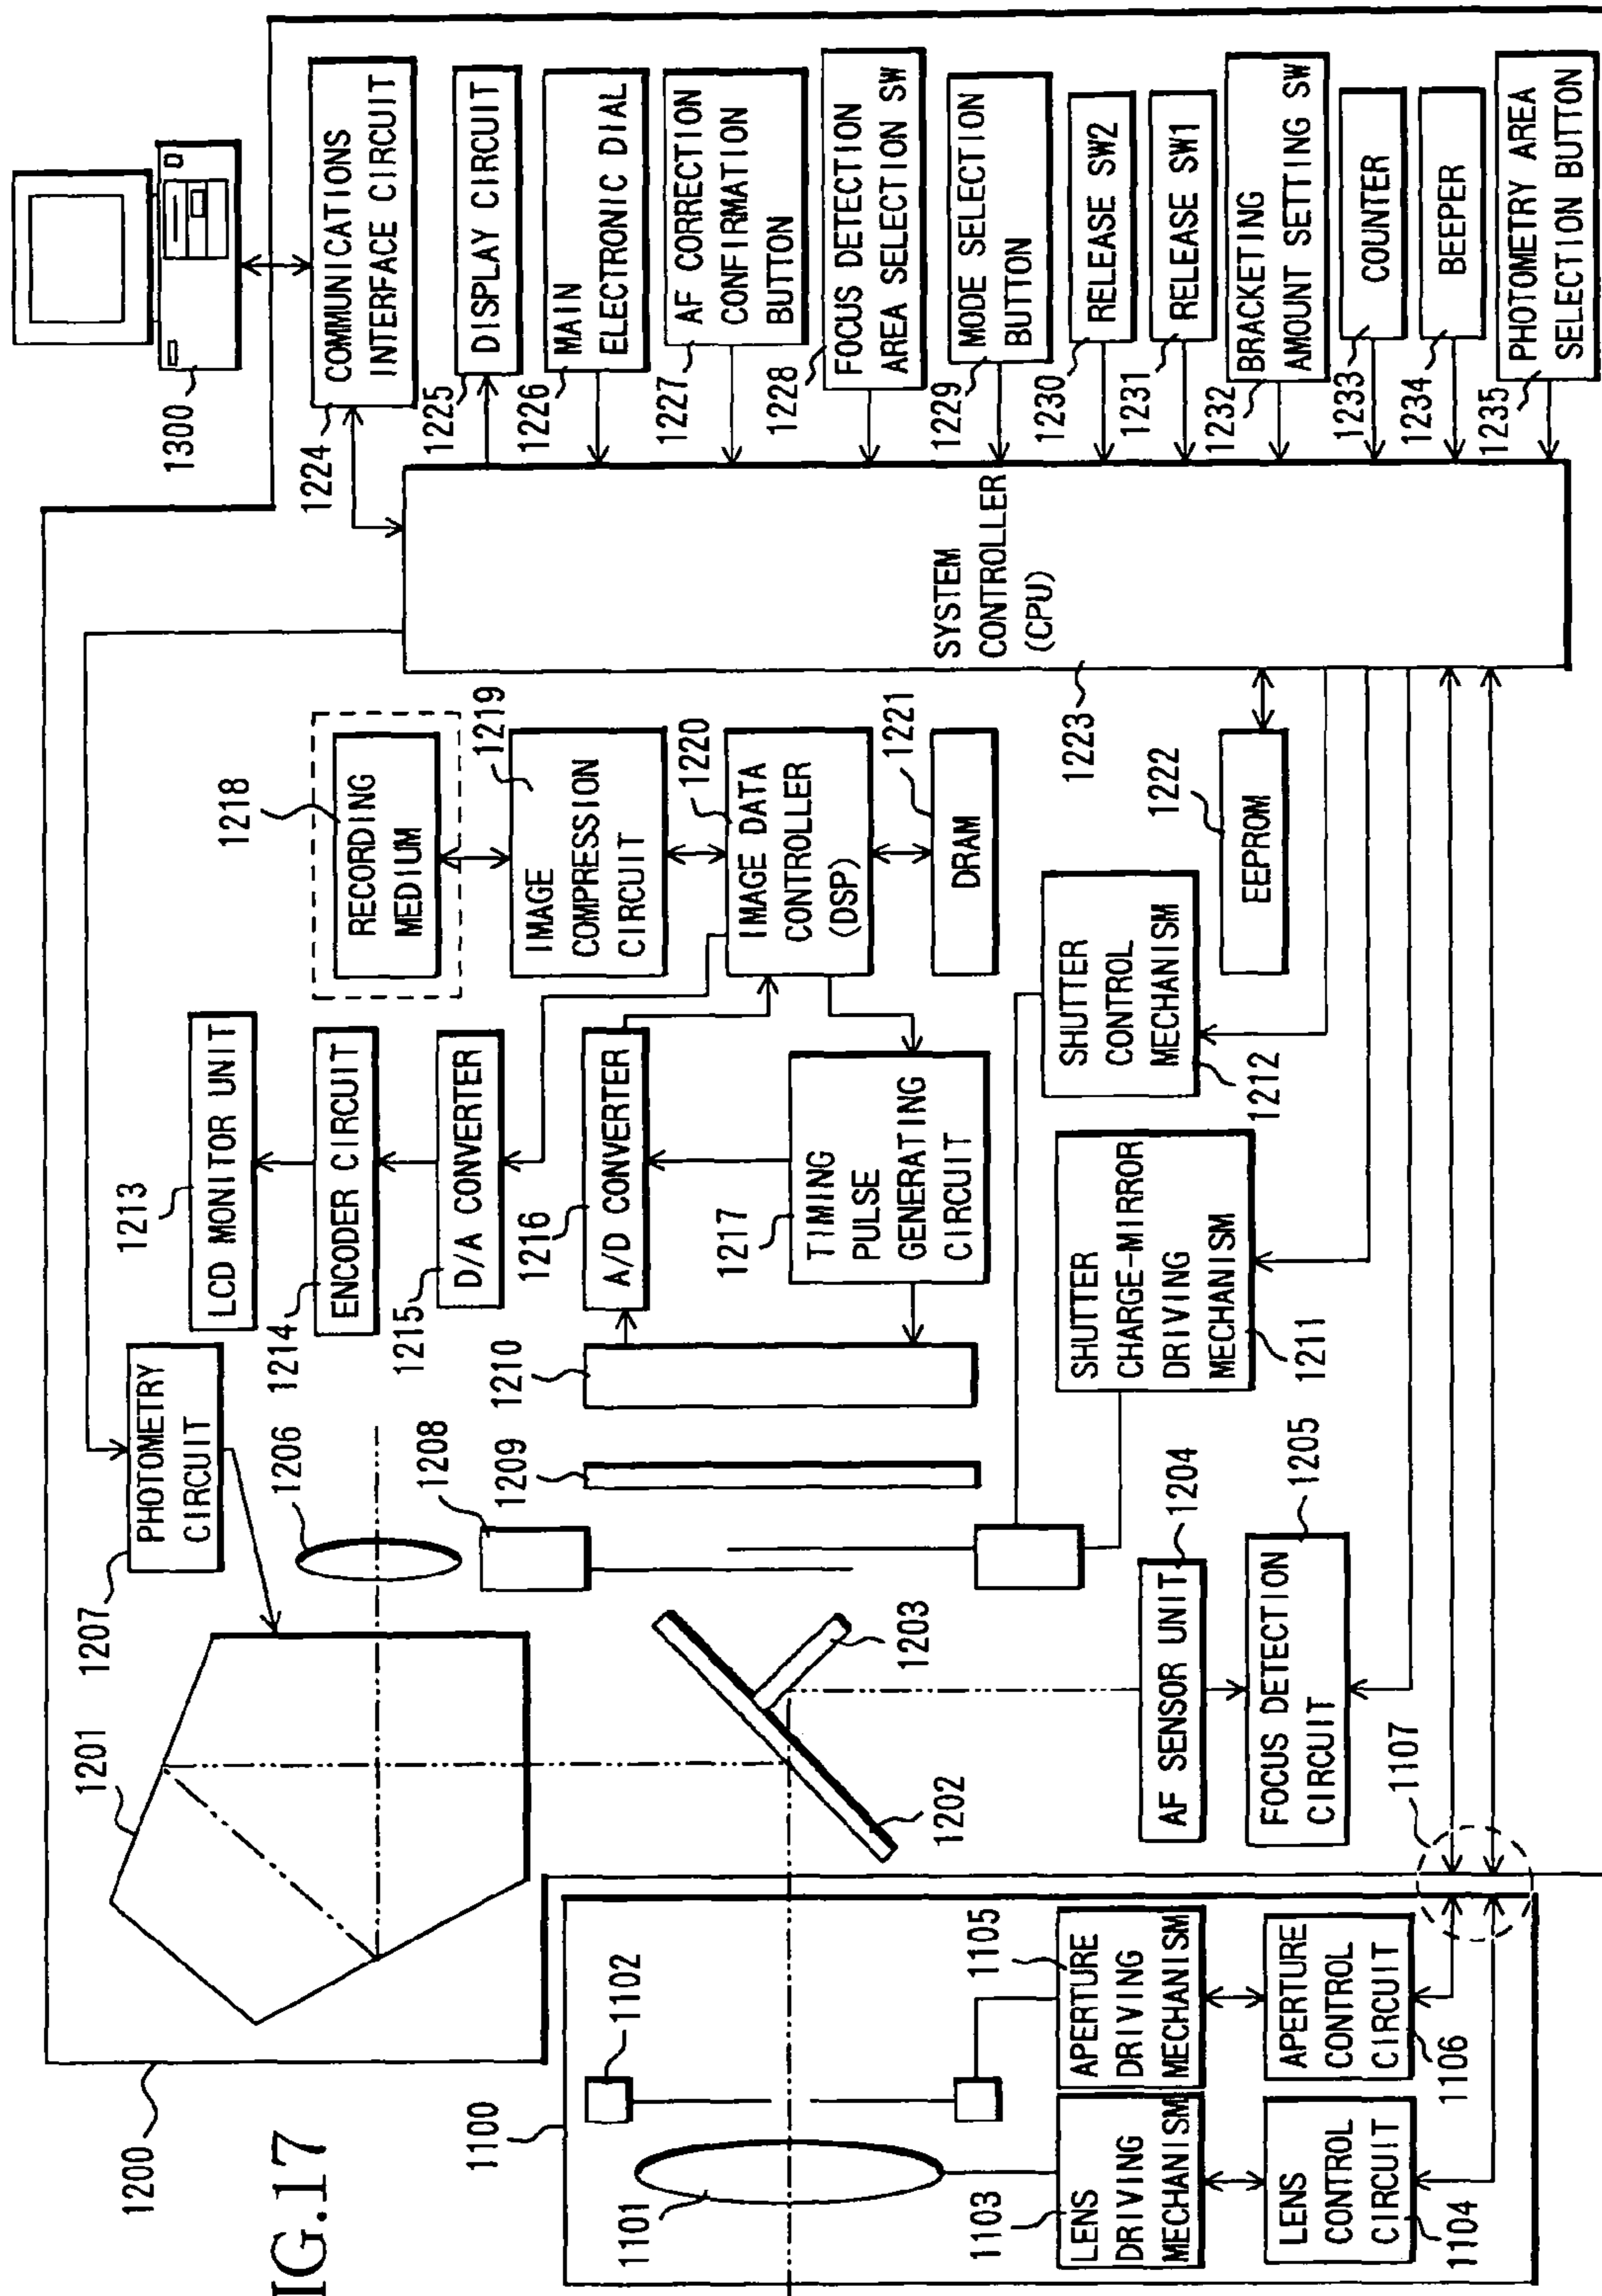 IG.17
1200
1201
1207
PHOTOMETRY
CIRCUIT
1206
1208
1209
1210
1202
1203
1204
AF SENSOR UNIT
1205
FOCUS DETECTION
CIRCUIT
1107
1100
1101
1102
1103
LENS
DRIVING
MECHANISM
1104
LENS
CONTROL
CIRCUIT
1105
APERTURE
DRIVING
MECHANISM
1106
APERTURE
CONTROL
CIRCUIT
1213
LCD MONITOR UNIT
1214
ENCODER CIRCUIT
1215
D/A CONVERTER
1216
A/D CONVERTER
1217
TIMING
PULSE
GENERATING
CIRCUIT
1211
SHUTTER
CHARGE-MIRROR
DRIVING
MECHANISM
1212
SHUTTER
CONTROL
MECHANISM
1218
RECORDING
MEDIUM
1219
IMAGE
COMPRESSION
CIRCUIT
1220
IMAGE DATA
CONTROLLER
(DSP)
1221
DRAM
1222
EEPROM
1223
SYSTEM
CONTROLLER
(CPU)
1300
1224
COMMUNICATIONS
INTERFACE CIRCUIT
1225
DISPLAY CIRCUIT
1226
MAIN
ELECTRONIC DIAL
1227
AF CORRECTION
CONFIRMATION
BUTTON
1228
FOCUS DETECTION
AREA SELECTION SW
1229
MODE SELECTION
BUTTON
1230
RELEASE SW2
1231
RELEASE SW1
1232
BRACKETING
AMOUNT SETTING SW
1233
COUNTER
1234
BEEPER
1235
PHOTOMETRY AREA
SELECTION BUTTON